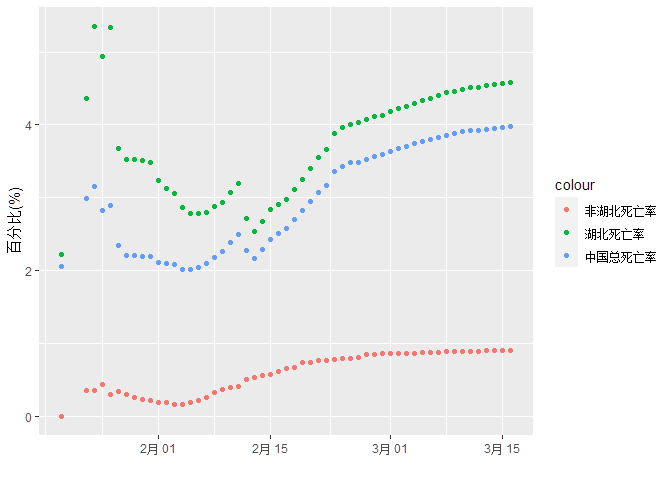 百分比(%)
4
2
0
2月 01
2月 15
3月 01
3月 15
colour
非湖北死亡率
湖北死亡率
中国总死亡率